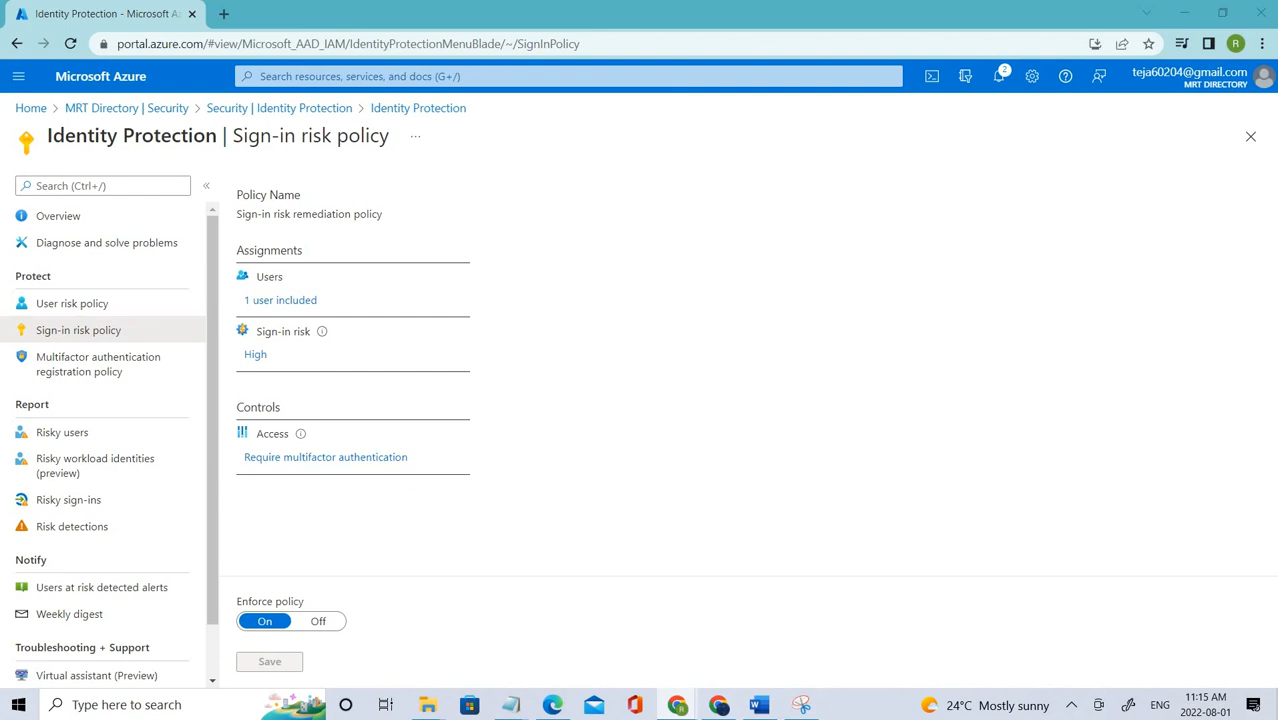 Identity Protection - Microsoft A
portal.azure.com/#view/Microsoft_AAD_IAM/IdentityProtectionMenuBlade/~/SignInPolicy
R
Microsoft Azure
Search resources, services, and docs (G+/)
2
teja60204@gmail.com
MRT DIRECTORY
Home > MRT Directory | Security > Security | Identity Protection > Identity Protection
Identity Protection | Sign-in risk policy ...
Search (Ctrl+/)
Overview
Diagnose and solve problems
Protect
User risk policy
Sign-in risk policy
Multifactor authentication
registration policy
Report
Risky users
Risky workload identities
(preview)
Risky sign-ins
Risk detections
Notify
Users at risk detected alerts
Weekly digest
Troubleshooting + Support
Virtual assistant (Preview)
Policy Name
Sign-in risk remediation policy
Assignments
Users
1 user included
Sign-in risk
High
Controls
Access
Require multifactor authentication
Enforce policy
On Off
Save
Type here to search
24°C Mostly sunny
ENG
11:15 AM
2022-08-01